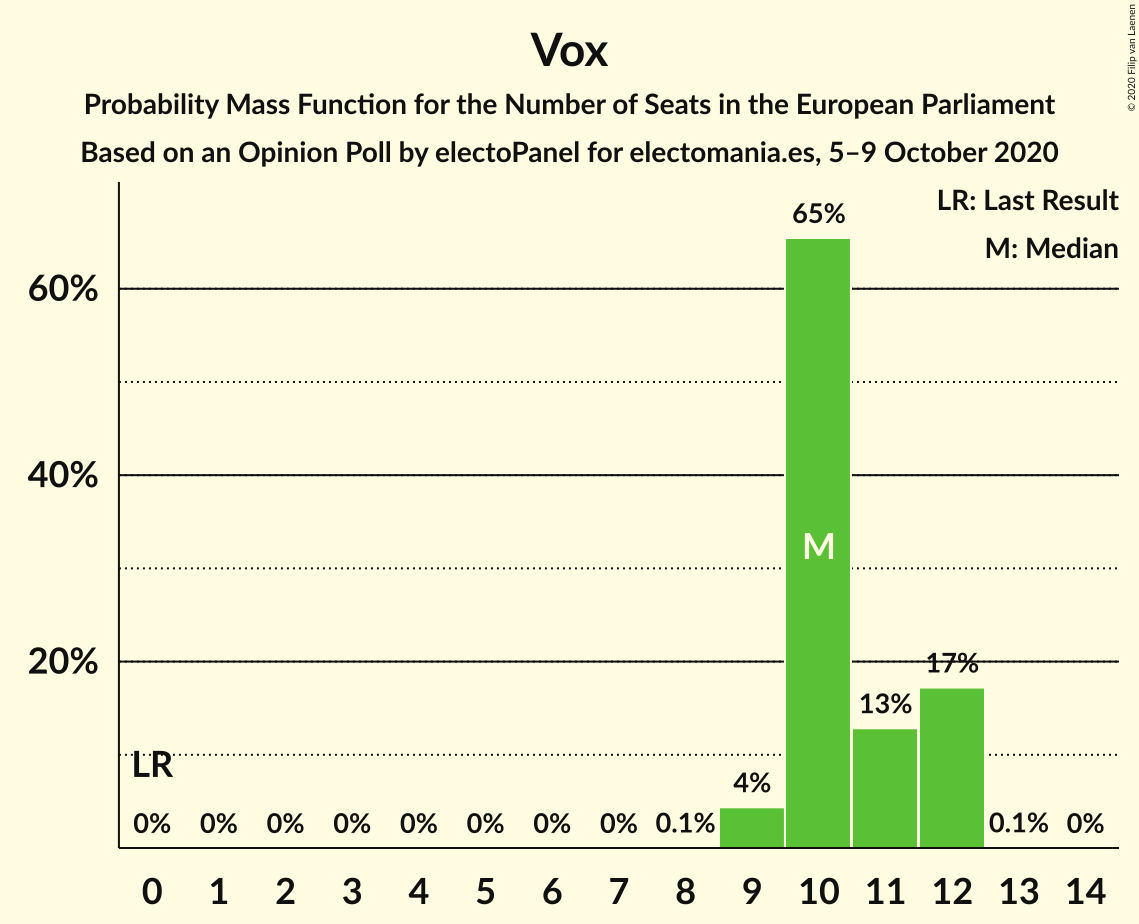 Vox
Probability Mass Function for the Number of Seats in the European Parliament
Based on an Opinion Poll by electoPanel for electomania.es, 5–9 October 2020
© 2020 Filip van Laenen
LR: Last Result
M: Median
65%
60%
40%
M
20%
17%
13%
LR
4%
0% 0% 0% 0% 0% 0% 0% 0% 0.1% 0.1% 0%
0 1 2 3 4 5 6 7 8 9 10 11 12 13 14